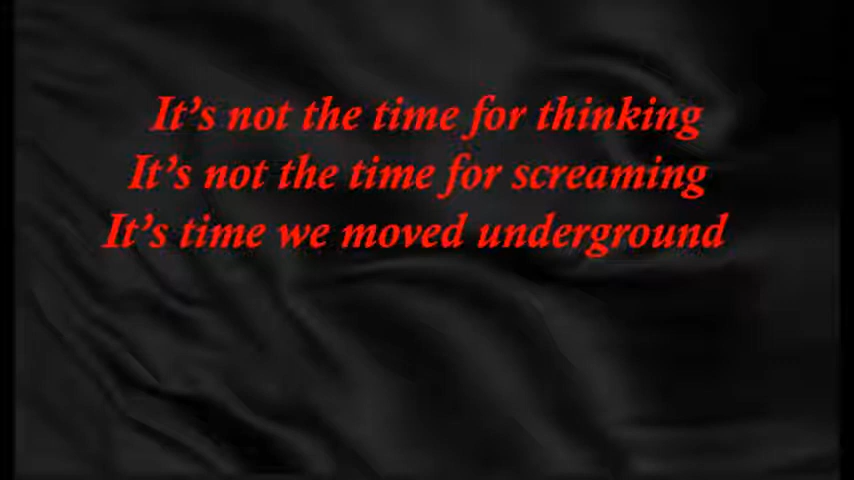 It’s not the time for thinking
It’s not the time for screaming
It’s time we moved underground